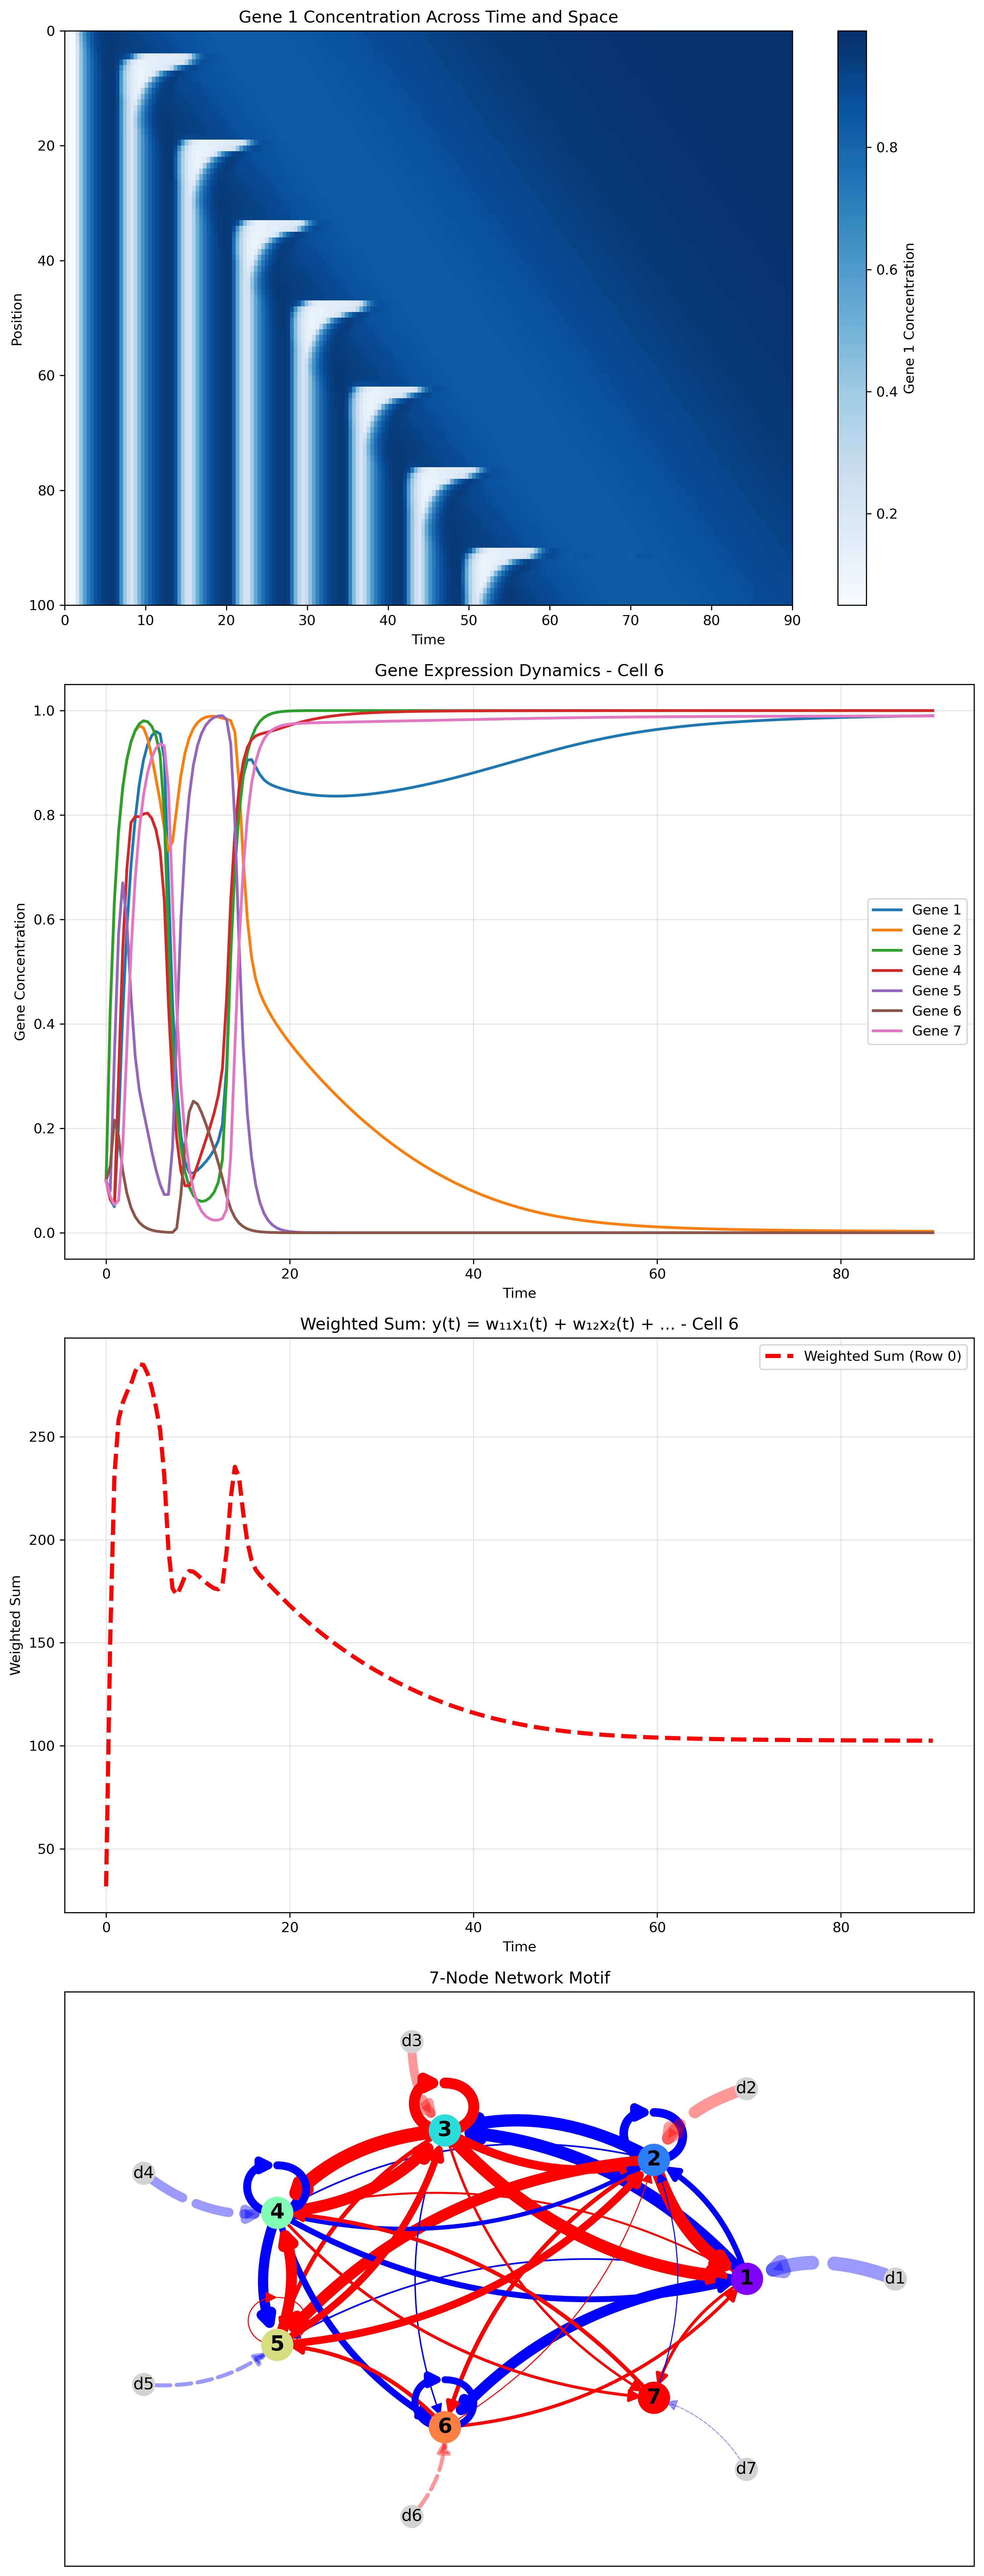 Gene 1 Concentration Across Time and Space
0
20
40
60
80
100
Position
0 10 20 30 40 50 60 70 80 90
Time
0.8
0.6
0.4
0.2
Gene 1 Concentration
Gene Expression Dynamics - Cell 6
1.0
0.8
0.6
0.4
0.2
0.0
Gene Concentration
Gene 1
Gene 2
Gene 3
Gene 4
Gene 5
Gene 6
Gene 7
0 20 40 60 80
Time
Weighted Sum: y(t) = w₁₁x₁(t) + w₁₂x₂(t) + ... - Cell 6
Weighted Sum (Row 0)
250
200
150
100
50
Weighted Sum
0 20 40 60 80
Time
7-Node Network Motif
d3
d2
3
2
d4
4
1
d1
5
d5
7
6
d7
d6